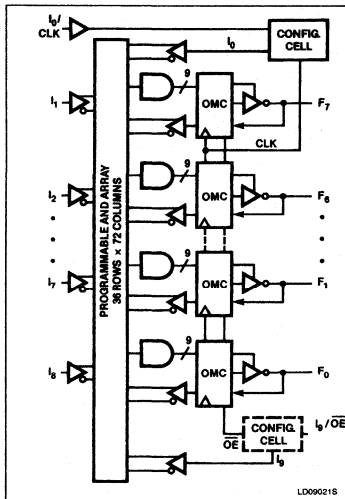 I0/
CLK
I0
CONFIG.
CELL
I1
9
OMC
F7
CLK
I2
9
OMC
F6
PROGRAMMABLE AND ARRAY
36 ROWS × 72 COLUMNS
I7
9
OMC
F1
I8
9
OMC
F0
OE
CONFIG.
CELL
I9/OE
I9
LD09021S